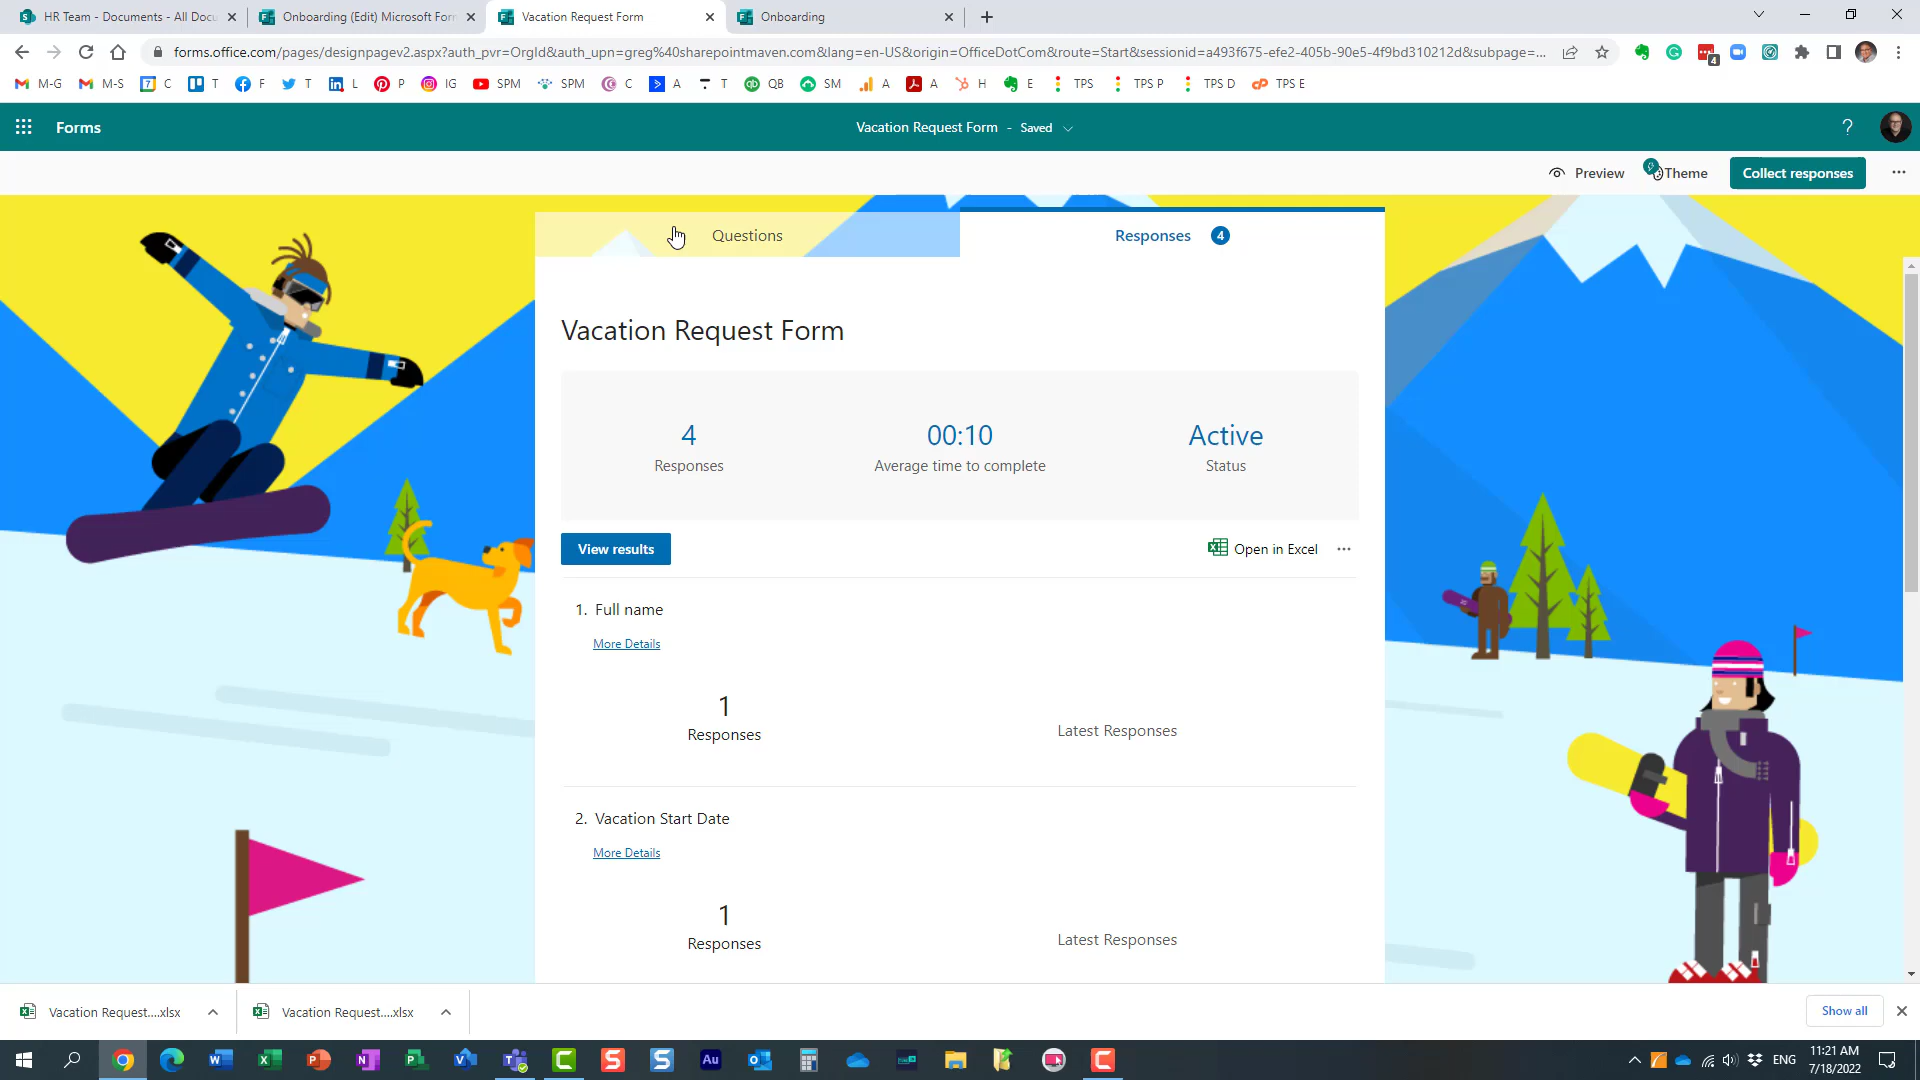 HR Team - Documents - All Docu
Onboarding (Edit) Microsoft For
Vacation Request Form
Onboarding
forms.office.com/pages/designpagev2.aspx?auth_pvr=OrgId&auth_upn=greg%40sharepointmaven.com&lang=en-US&origin=OfficeDotCom&route=Start&sessionid=a493f675-efe2-405b-90e5-4f9bd310212d&subpage=...
4
M-G
M-S
7 C
T
F
T
L
P
IG
SPM
SPM
C
A
T
QB
SM
A
A
H
E
TPS
TPS P
TPS D
TPS E
Forms
Vacation Request Form - Saved
?
Preview
Theme
Collect responses
Questions
Responses 4
Vacation Request Form
4
Responses
00:10
Average time to complete
Active
Status
View results
Open in Excel
1. Full name
More Details
1
Responses
Latest Responses
2. Vacation Start Date
More Details
1
Responses
Latest Responses
Vacation Request....xlsx
Vacation Request....xlsx
Show all
ENG
11:21 AM
7/18/2022